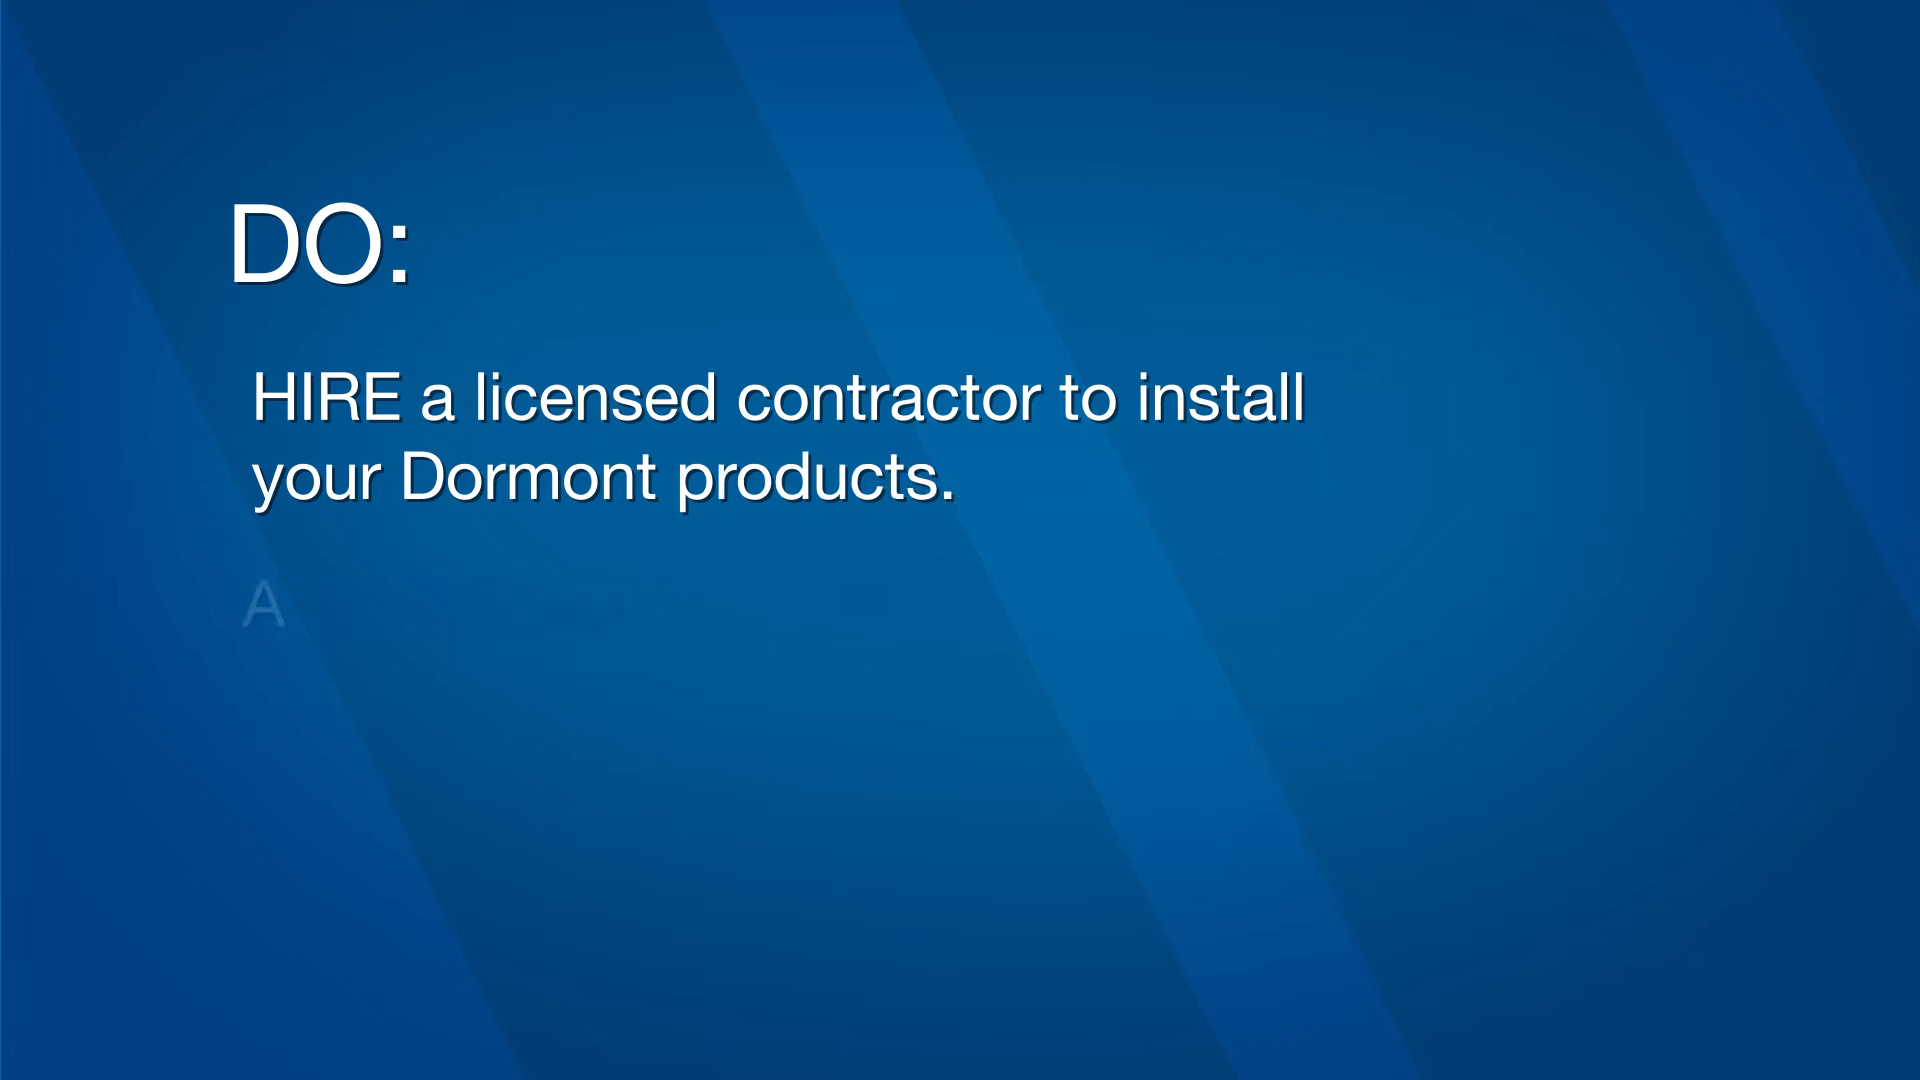 DO:
HIRE a licensed contractor to install
your Dormont products.
A